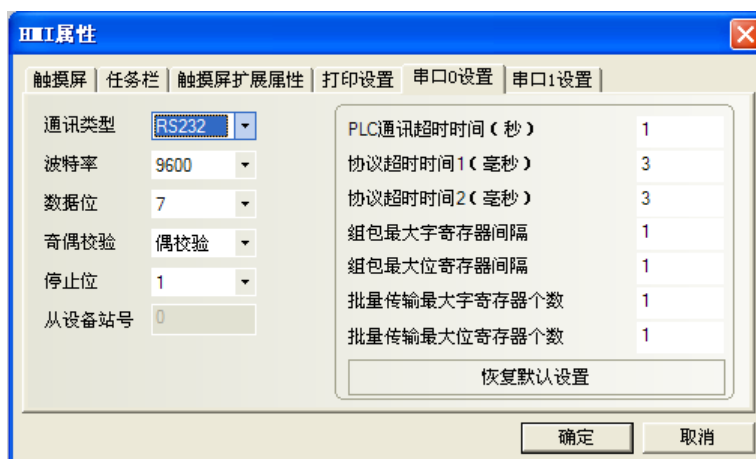 HMI属性
触摸屏 任务栏 触摸屏扩展属性 打印设置 串口0设置 串口1设置
通讯类型 RS232
波特率 9600
数据位 7
奇偶校验 偶校验
停止位 1
从设备站号 0
PLC通讯超时时间(秒) 1
协议超时时间1(毫秒) 3
协议超时时间2(毫秒) 3
组包最大字寄存器间隔 1
组包最大位寄存器间隔 1
批量传输最大字寄存器个数 1
批量传输最大位寄存器个数 1
恢复默认设置
确定 取消